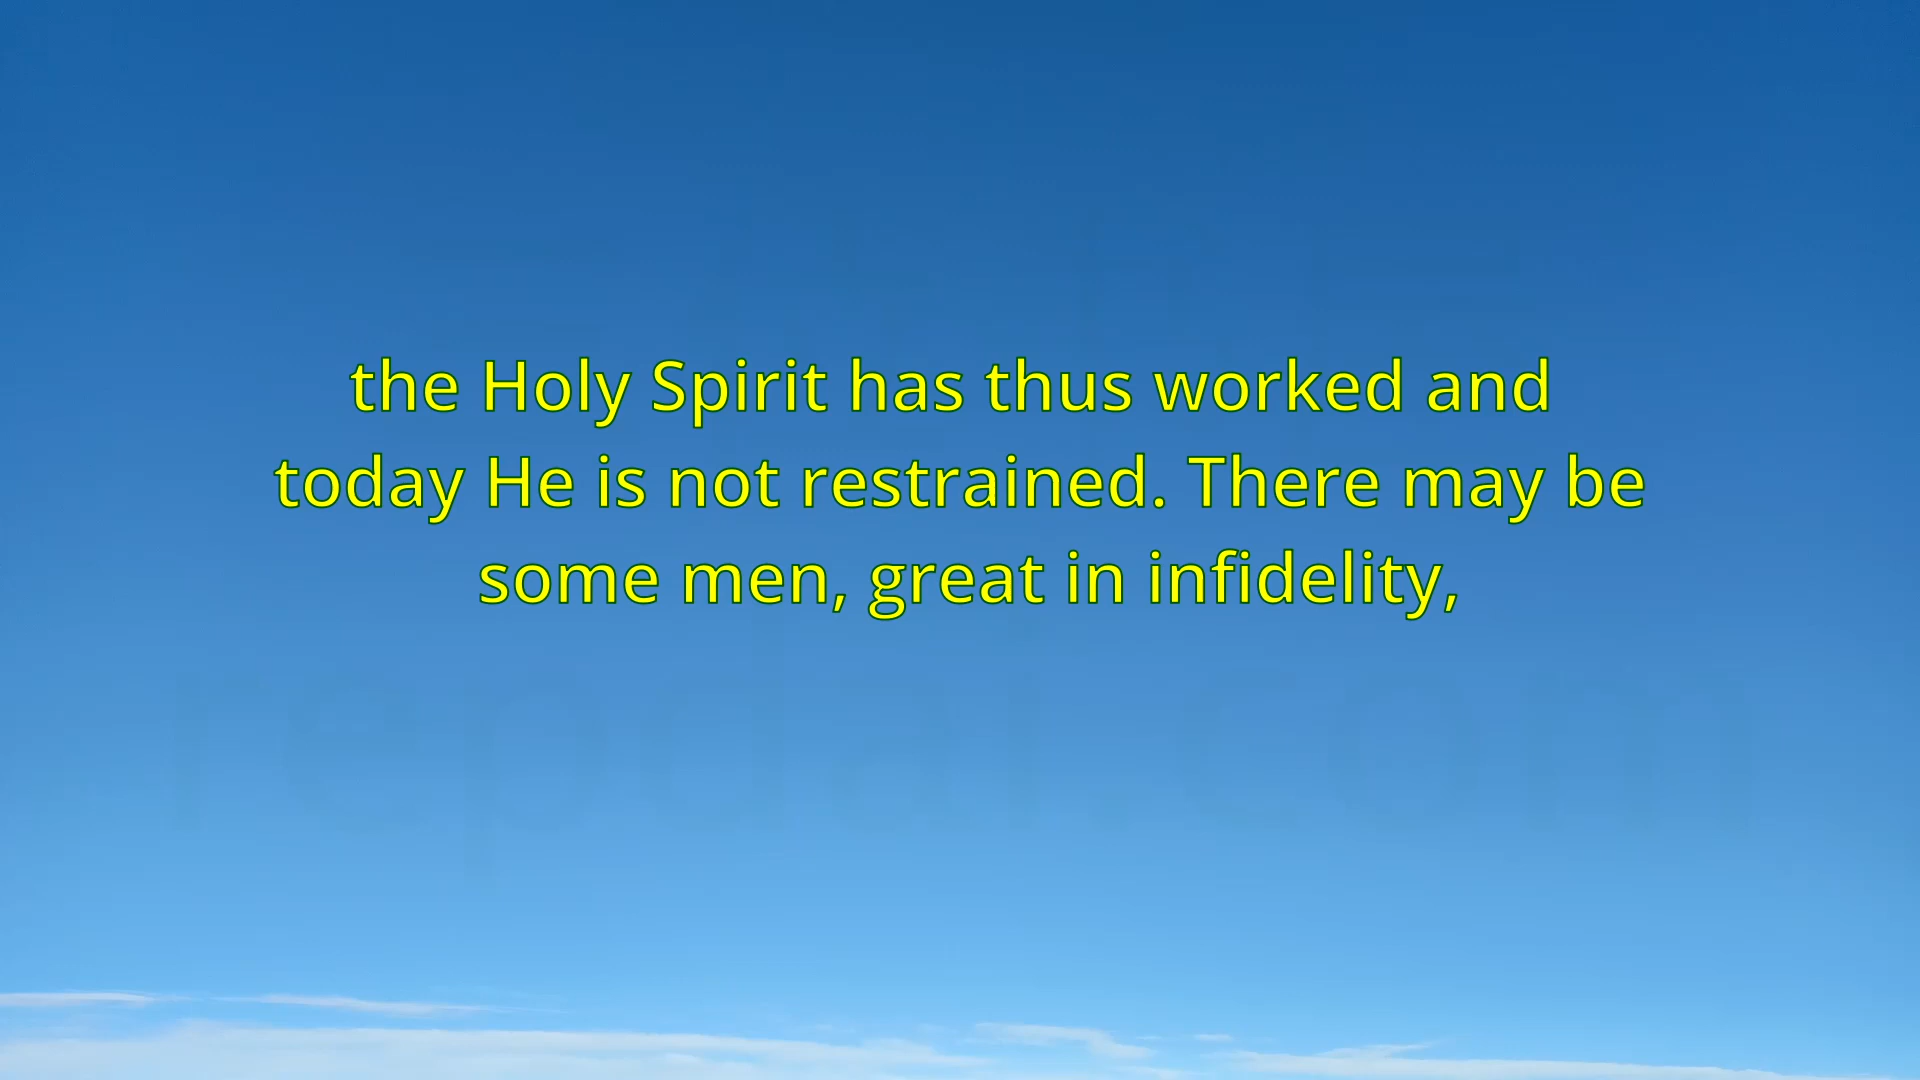 the Holy Spirit has thus worked and
today He is not restrained. There may be
some men, great in infidelity,